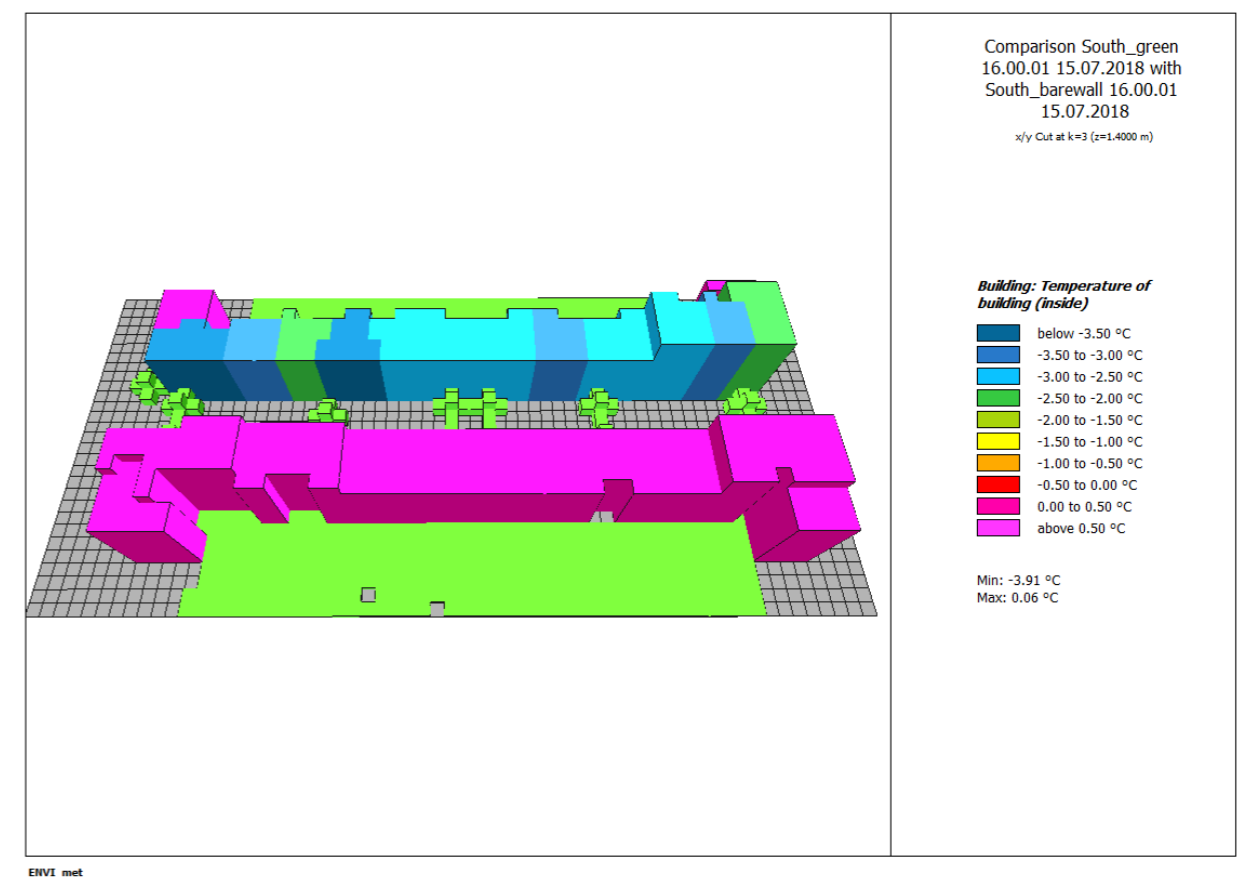 Comparison South_green
16.00.01 15.07.2018 with
South_barewall 16.00.01
15.07.2018
x/y Cut at k=3 (z=1.4000 m)
Building: Temperature of
building (inside)
below -3.50 °C
-3.50 to -3.00 °C
-3.00 to -2.50 °C
-2.50 to -2.00 °C
-2.00 to -1.50 °C
-1.50 to -1.00 °C
-1.00 to -0.50 °C
-0.50 to 0.00 °C
0.00 to 0.50 °C
above 0.50 °C
Min: -3.91 °C
Max: 0.06 °C
ENVI_met